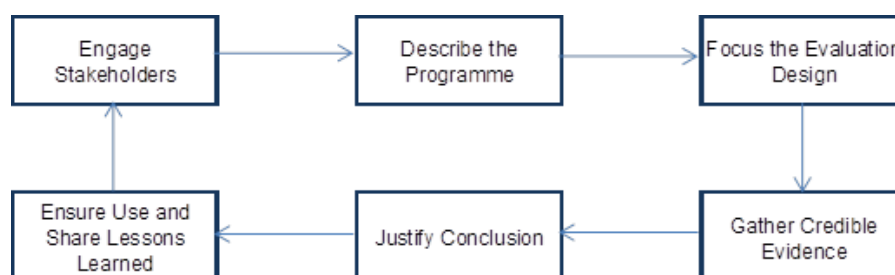 Engage
Stakeholders
Describe the
Programme
Focus the Evaluation
Design
Ensure Use and
Share Lessons
Learned
Justify Conclusion
Gather Credible
Evidence